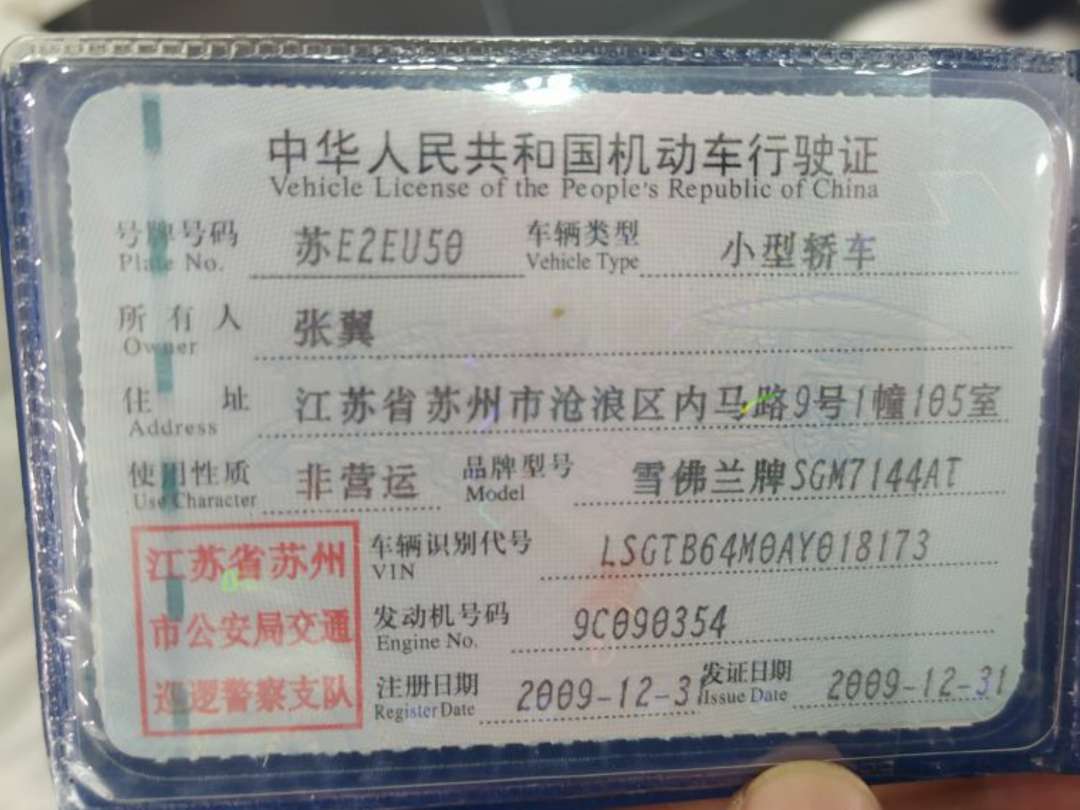 中华人民共和国机动车行驶证
Vehicle License of the People's Republic of China
号牌号码 苏E2EU50 车辆类型 小型轿车
Plate No. Vehicle Type
所有人 张翼
Owner
住址 江苏省苏州市沧浪区内马路9号1幢105室
Address
使用性质 非营运 品牌型号 雪佛兰牌SGM7144AT
Use Character Model
江苏省苏州 车辆识别代号 LSGTB64M0AY018173
VIN
市公安局交通 发动机号码 9C090354
Engine No.
巡逻警察支队 注册日期 2009-12-31 发证日期 2009-12-31
Register Date Issue Date